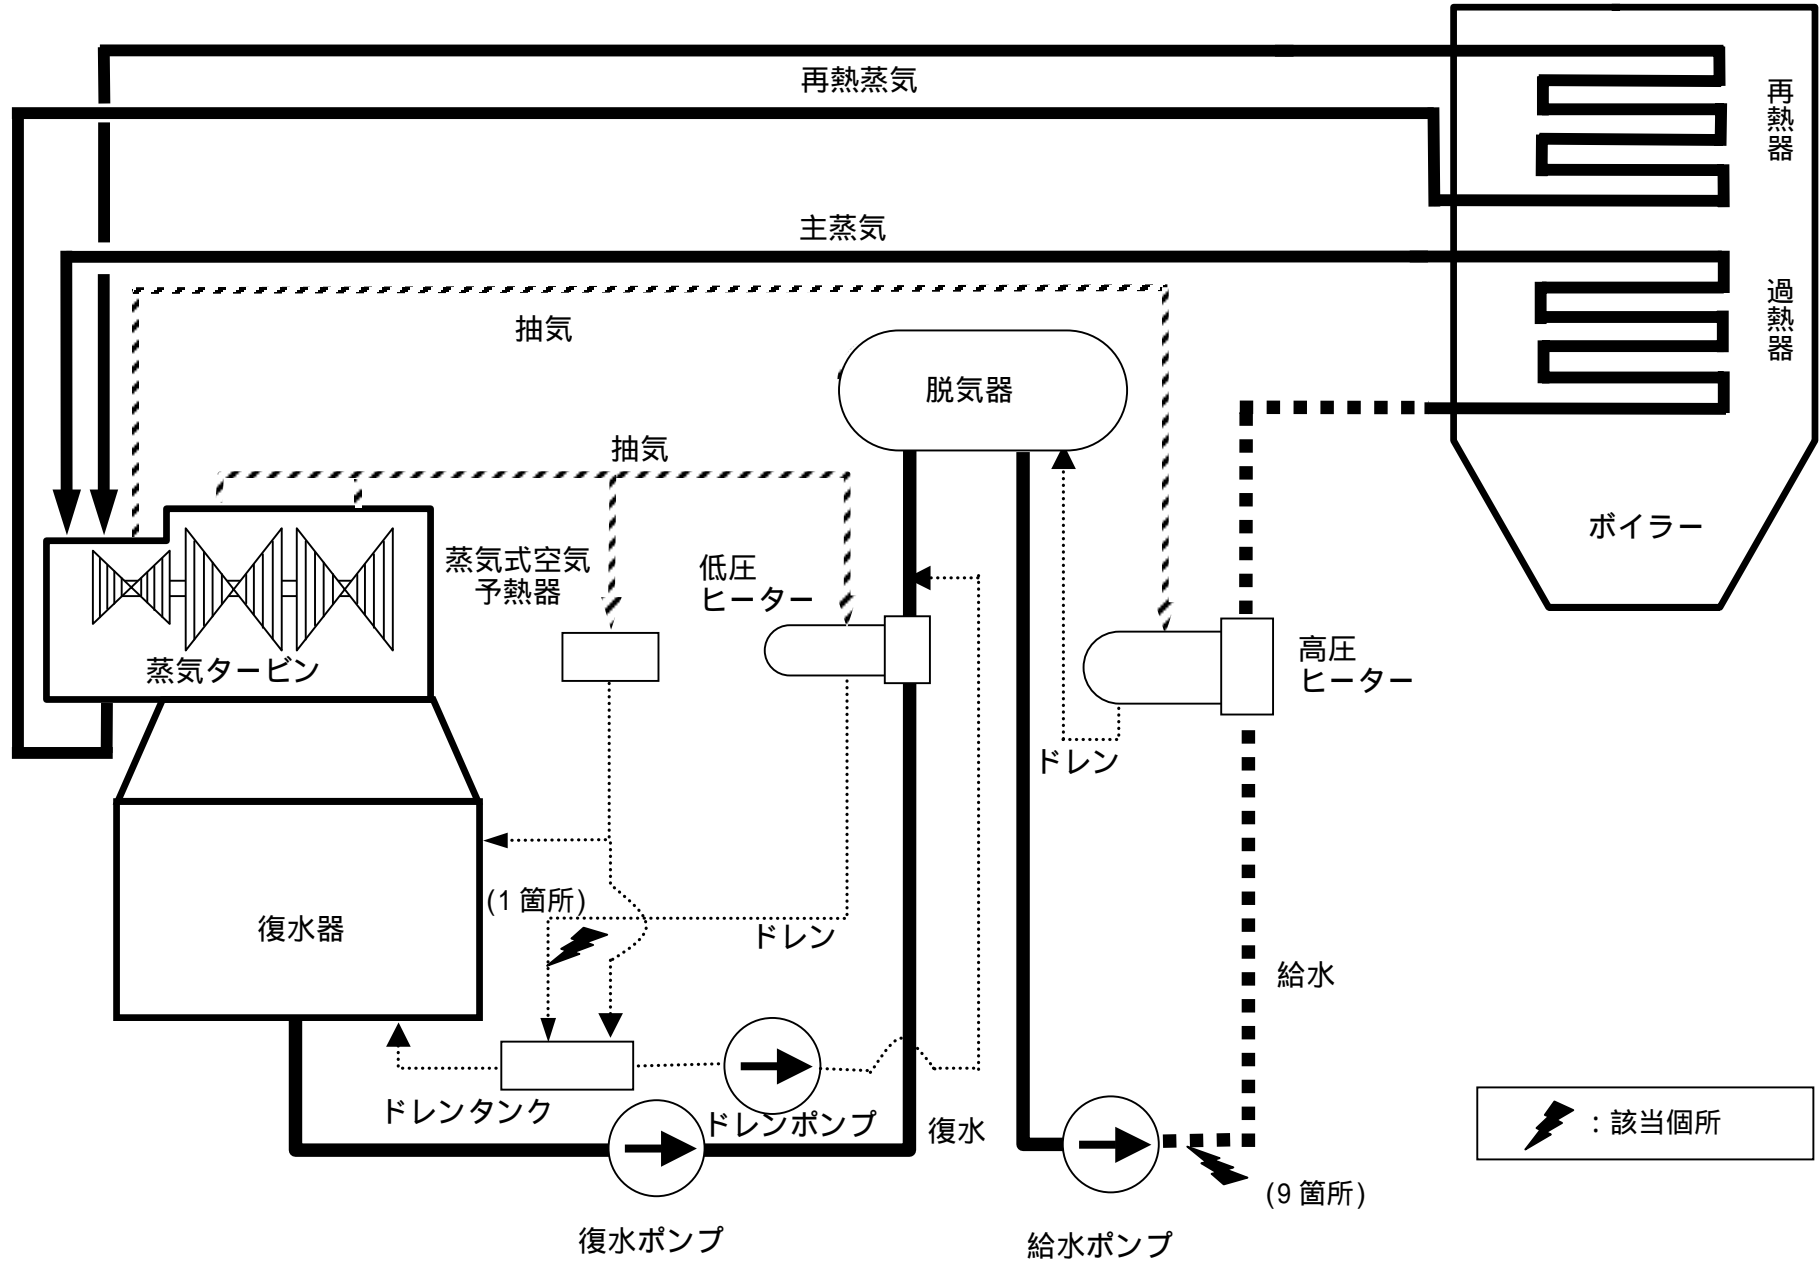 再熱蒸気
再熱器
主蒸気
過熱器
抽気
脱気器
抽気
ボイラー
蒸気式空気
予熱器
低圧
ヒーター
高圧
ヒーター
蒸気タービン
ドレン
(1箇所)
復水器
ドレン
給水
ドレンタンク
ドレンポンプ
復水
:該当個所
(9箇所)
復水ポンプ
給水ポンプ